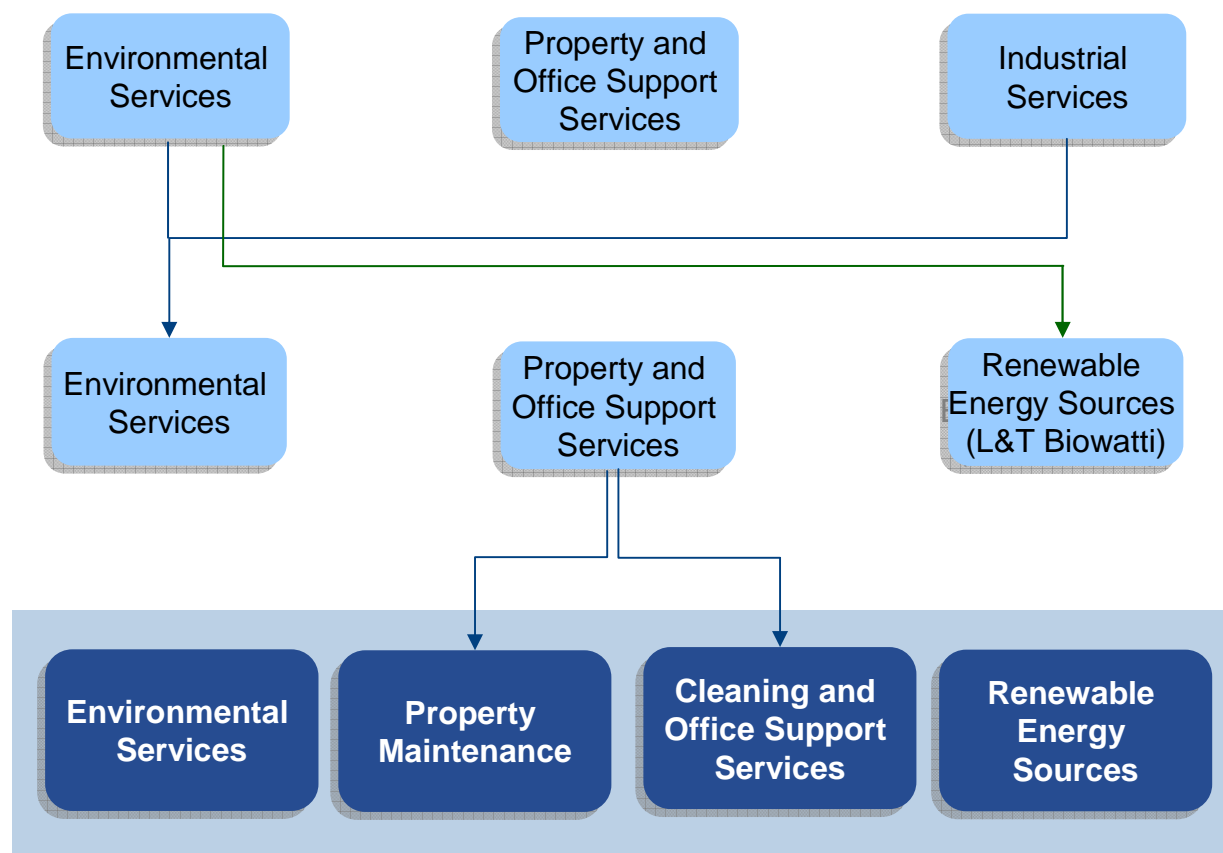 Environmental
Services
Property and
Office Support
Services
Industrial
Services
Environmental
Services
Property and
Office Support
Services
Renewable
Energy Sources
(L&T Biowatti)
Environmental
Services
Property
Maintenance
Cleaning and
Office Support
Services
Renewable
Energy
Sources